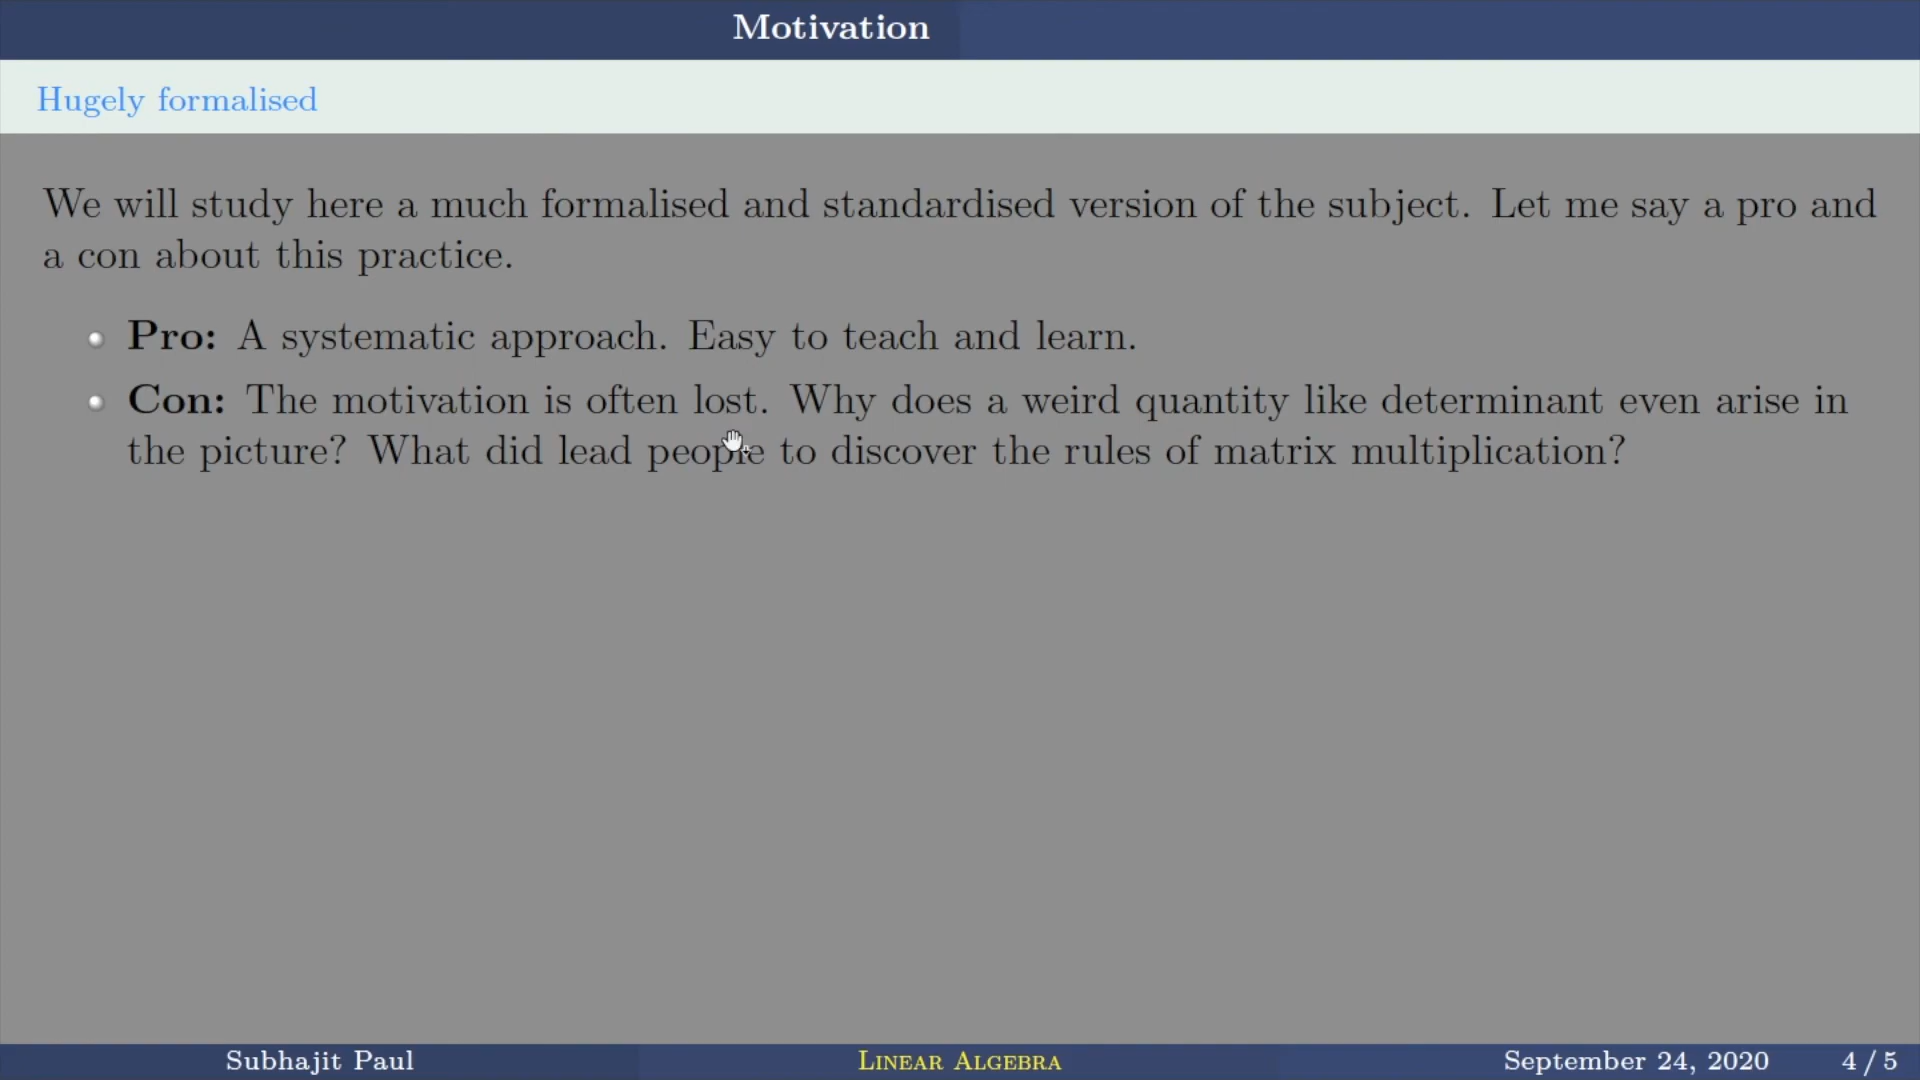 Motivation
Hugely formalised
We will study here a much formalised and standardised version of the subject. Let me say a pro and
a con about this practice.
Pro: A systematic approach. Easy to teach and learn.
Con: The motivation is often lost. Why does a weird quantity like determinant even arise in
the picture? What did lead people to discover the rules of matrix multiplication?
Subhajit Paul
LINEAR ALGEBRA
September 24, 2020
4 / 5